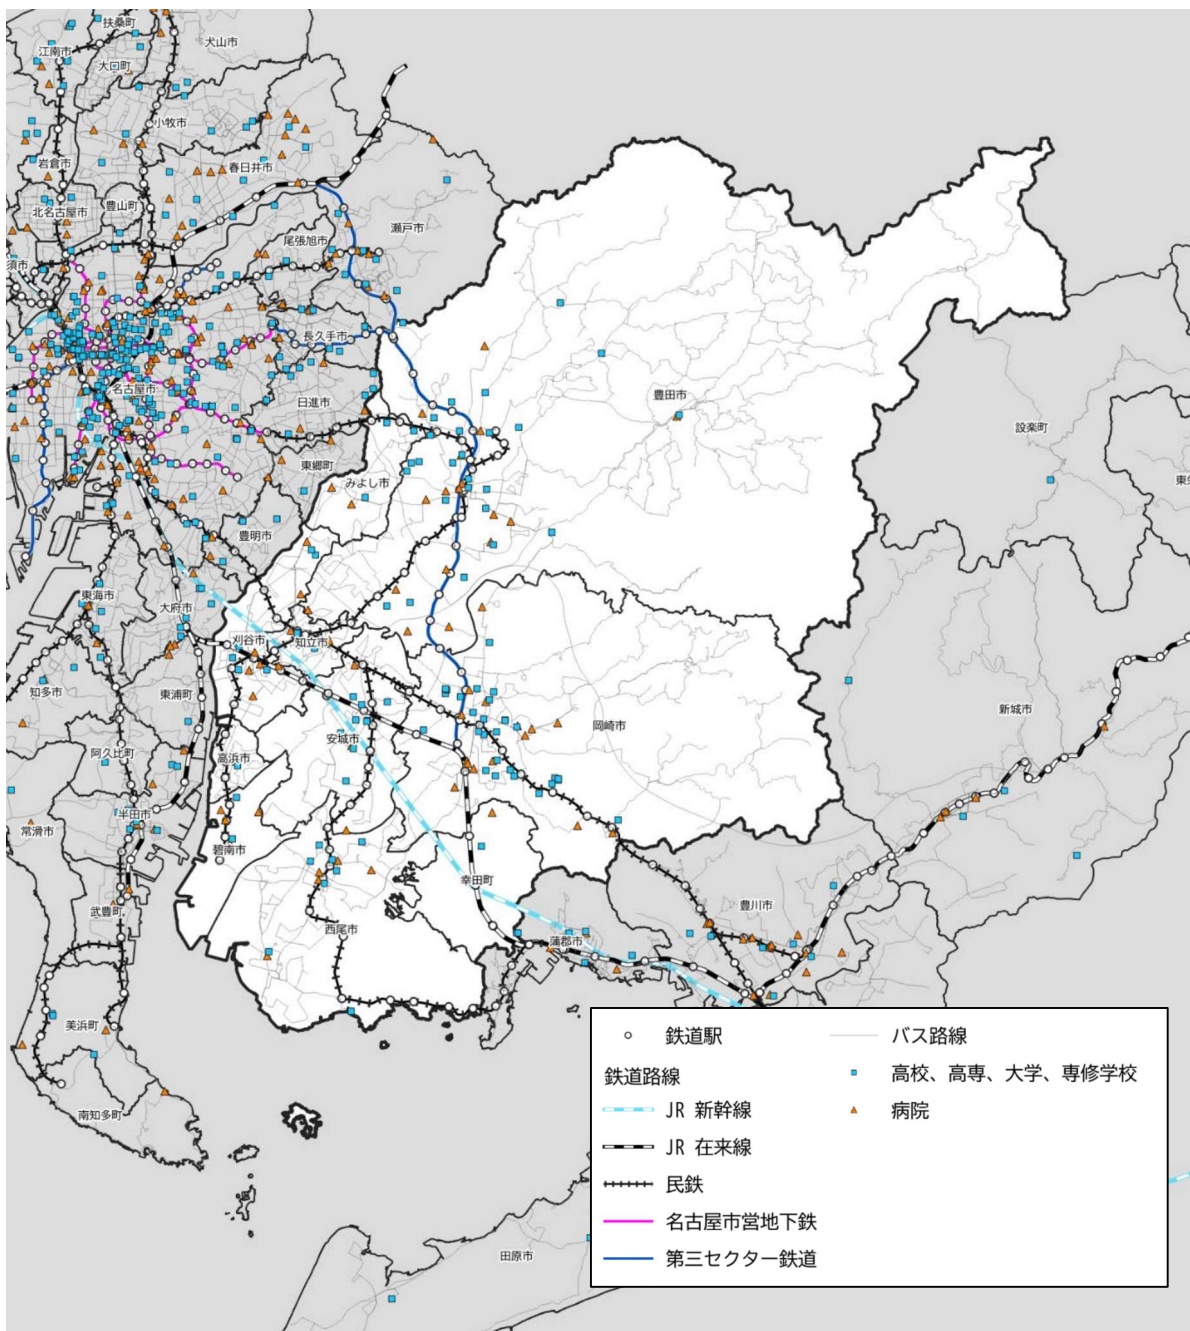 扶桑町
犬山市
江南市
大口町
小牧市
岩倉市
春日井市
豊山町
北名古屋市
瀬戸市
尾張旭市
須市
長久手市
名古屋市
豊田市
日進市
設楽町
東郷町
みよし市
東栄
豊明市
東海市
大府市
刈谷市
知立市
知多市
東浦町
新城市
岡崎市
安城市
阿久比町
高浜市
半田市
常滑市
碧南市
幸田町
武豊町
豊川市
西尾市
蒲郡市
美浜町
南知多町
田原市
鉄道駅
鉄道路線
JR 新幹線
JR 在来線
民鉄
名古屋市営地下鉄
第三セクター鉄道
バス路線
高校、高専、大学、専修学校
病院